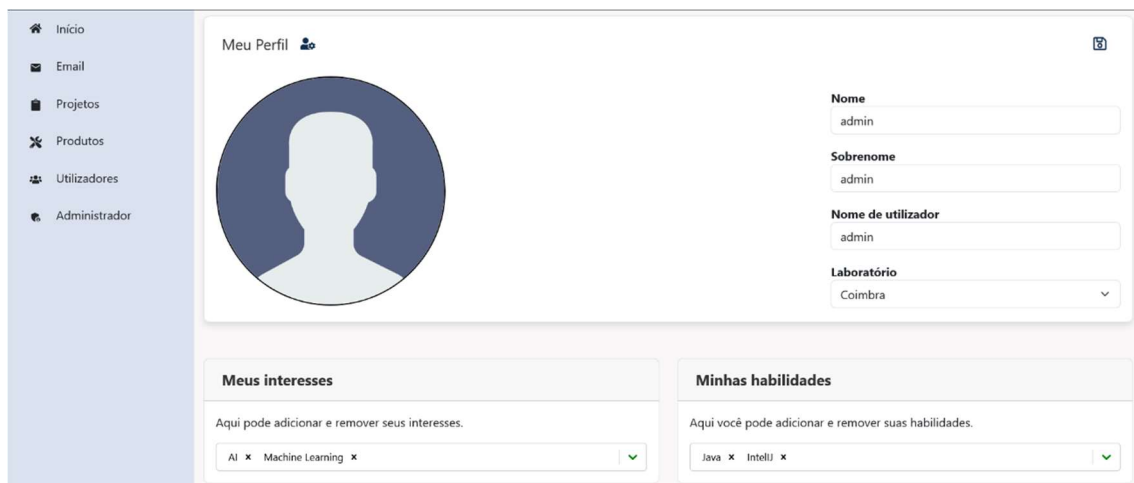 Início
Email
Projetos
Produtos
Utilizadores
Administrador
Meu Perfil
Nome
admin
Sobrenome
admin
Nome de utilizador
admin
Laboratório
Coimbra
Meus interesses
Aqui pode adicionar e remover seus interesses.
AI × Machine Learning ×
Minhas habilidades
Aqui você pode adicionar e remover suas habilidades.
Java × IntelIJ ×